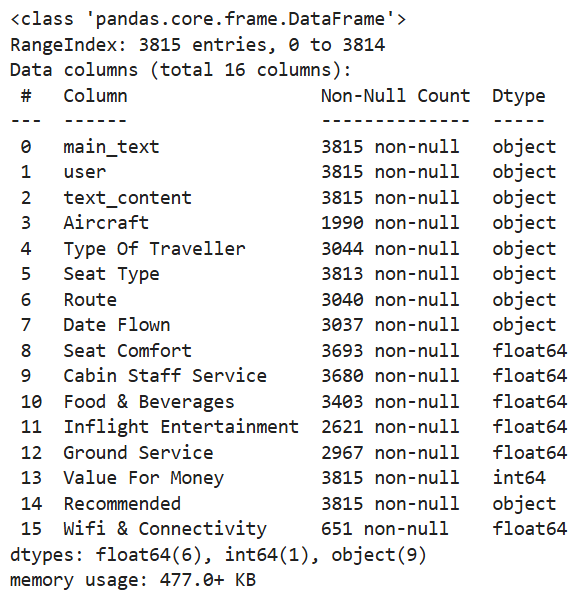 <class 'pandas.core.frame.DataFrame'>
RangeIndex: 3815 entries, 0 to 3814
Data columns (total 16 columns):
 #   Column                  Non-Null Count  Dtype
---  ------                  --------------  -----
 0   main_text               3815 non-null   object
 1   user                    3815 non-null   object
 2   text_content            3815 non-null   object
 3   Aircraft                1990 non-null   object
 4   Type Of Traveller       3044 non-null   object
 5   Seat Type               3813 non-null   object
 6   Route                   3040 non-null   object
 7   Date Flown              3037 non-null   object
 8   Seat Comfort            3693 non-null   float64
 9   Cabin Staff Service     3680 non-null   float64
 10  Food & Beverages        3403 non-null   float64
 11  Inflight Entertainment  2621 non-null   float64
 12  Ground Service          2967 non-null   float64
 13  Value For Money         3815 non-null   int64
 14  Recommended             3815 non-null   object
 15  Wifi & Connectivity     651 non-null    float64
dtypes: float64(6), int64(1), object(9)
memory usage: 477.0+ KB